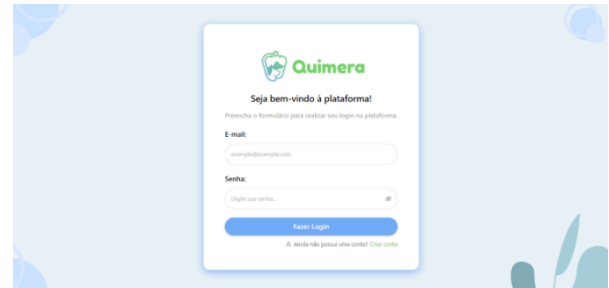 Quimera
Seja bem-vindo à plataforma!
Preencha o formulário para realizar seu login na plataforma.
E-mail:
example@example.com
Senha:
Digite sua senha...
Fazer Login
Ainda não possui uma conta? Criar conta